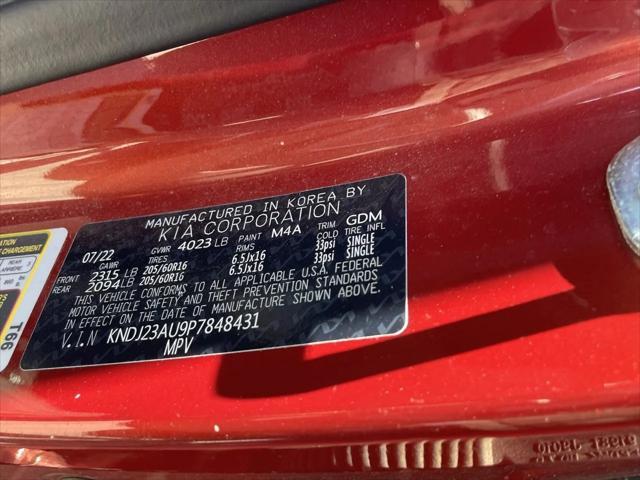 MANUFACTURED IN KOREA BY
KIA CORPORATION
07/22 GVWR 4023 LB PAINT M4A TRIM GDM
GAWR TIRES RIMS COLD TIRE INFL
FRONT 2315 LB 205/60R16 6.5Jx16 33psi SINGLE
REAR 2094 LB 205/60R16 6.5Jx16 33psi SINGLE
THIS VEHICLE CONFORMS TO ALL APPLICABLE U.S.A. FEDERAL
MOTOR VEHICLE SAFETY AND THEFT PREVENTION STANDARDS
IN EFFECT ON THE DATE OF MANUFACTURE SHOWN ABOVE.
V.I.N KNDJ23AU9P7848431
MPV
CHARGEMENT
T66